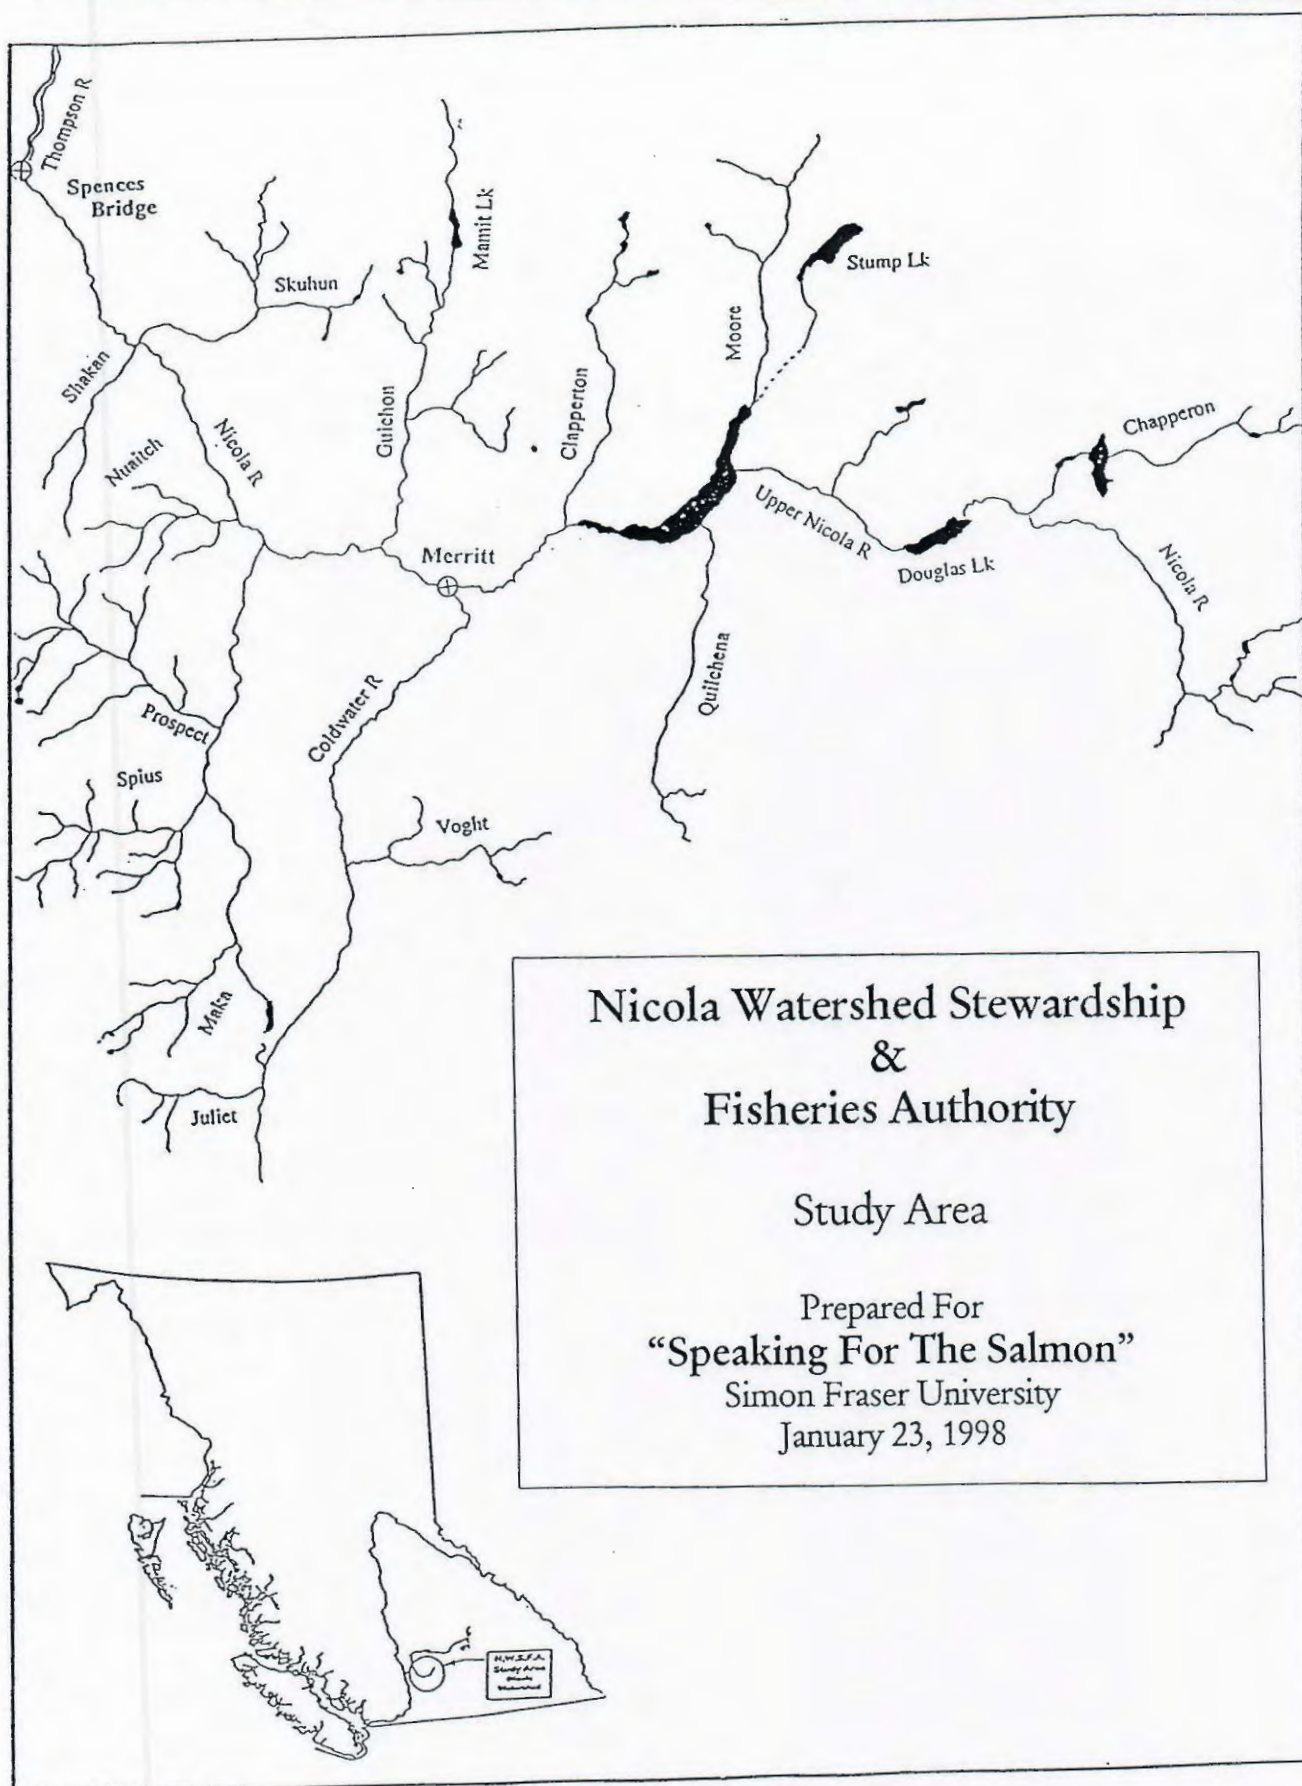 Thompson R
Spences
Bridge
Skuhun
Mamit Lk
Stump Lk
Moore
Shakan
Guichon
Clapperton
Chapperon
Nuaitch
Nicola R
Upper Nicola R
Merritt
Douglas Lk
Nicola R
Quilchena
Coldwater R
Prospect
Spius
Voght
Maka
Juliet
Nicola Watershed Stewardship
&
Fisheries Authority
Study Area
Prepared For
“Speaking For The Salmon”
Simon Fraser University
January 23, 1998
N.W.S.F.A.
Study Area